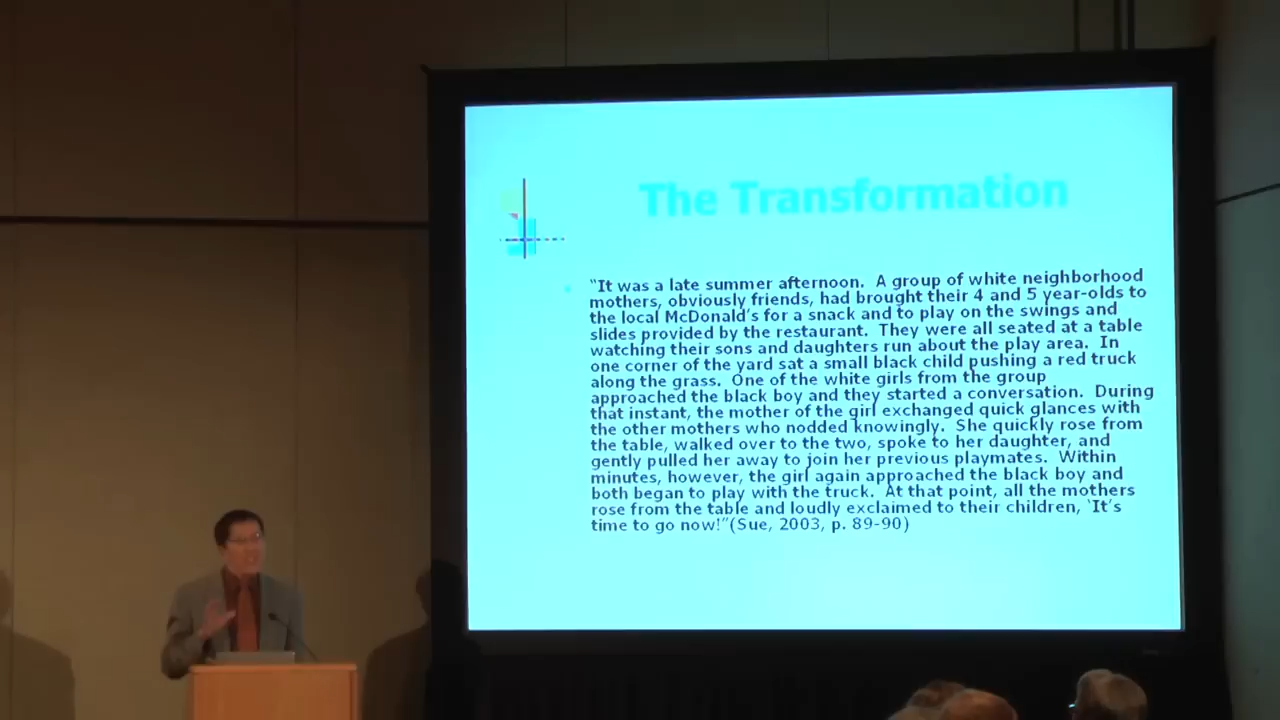 The Transformation
“It was a late summer afternoon. A group of white neighborhood
mothers, obviously friends, had brought their 4 and 5 year-olds to
the local McDonald’s for a snack and to play on the swings and
slides provided by the restaurant. They were all seated at a table
watching their sons and daughters run about the play area. In
one corner of the yard sat a small black child pushing a red truck
along the grass. One of the white girls from the group
approached the black boy and they started a conversation. During
that instant, the mother of the girl exchanged quick glances with
the other mothers who nodded knowingly. She quickly rose from
the table, walked over to the two, spoke to her daughter, and
gently pulled her away to join her previous playmates. Within
minutes, however, the girl again approached the black boy and
both began to play with the truck. At that point, all the mothers
rose from the table and loudly exclaimed to their children, ‘It’s
time to go now!”(Sue, 2003, p. 89-90)